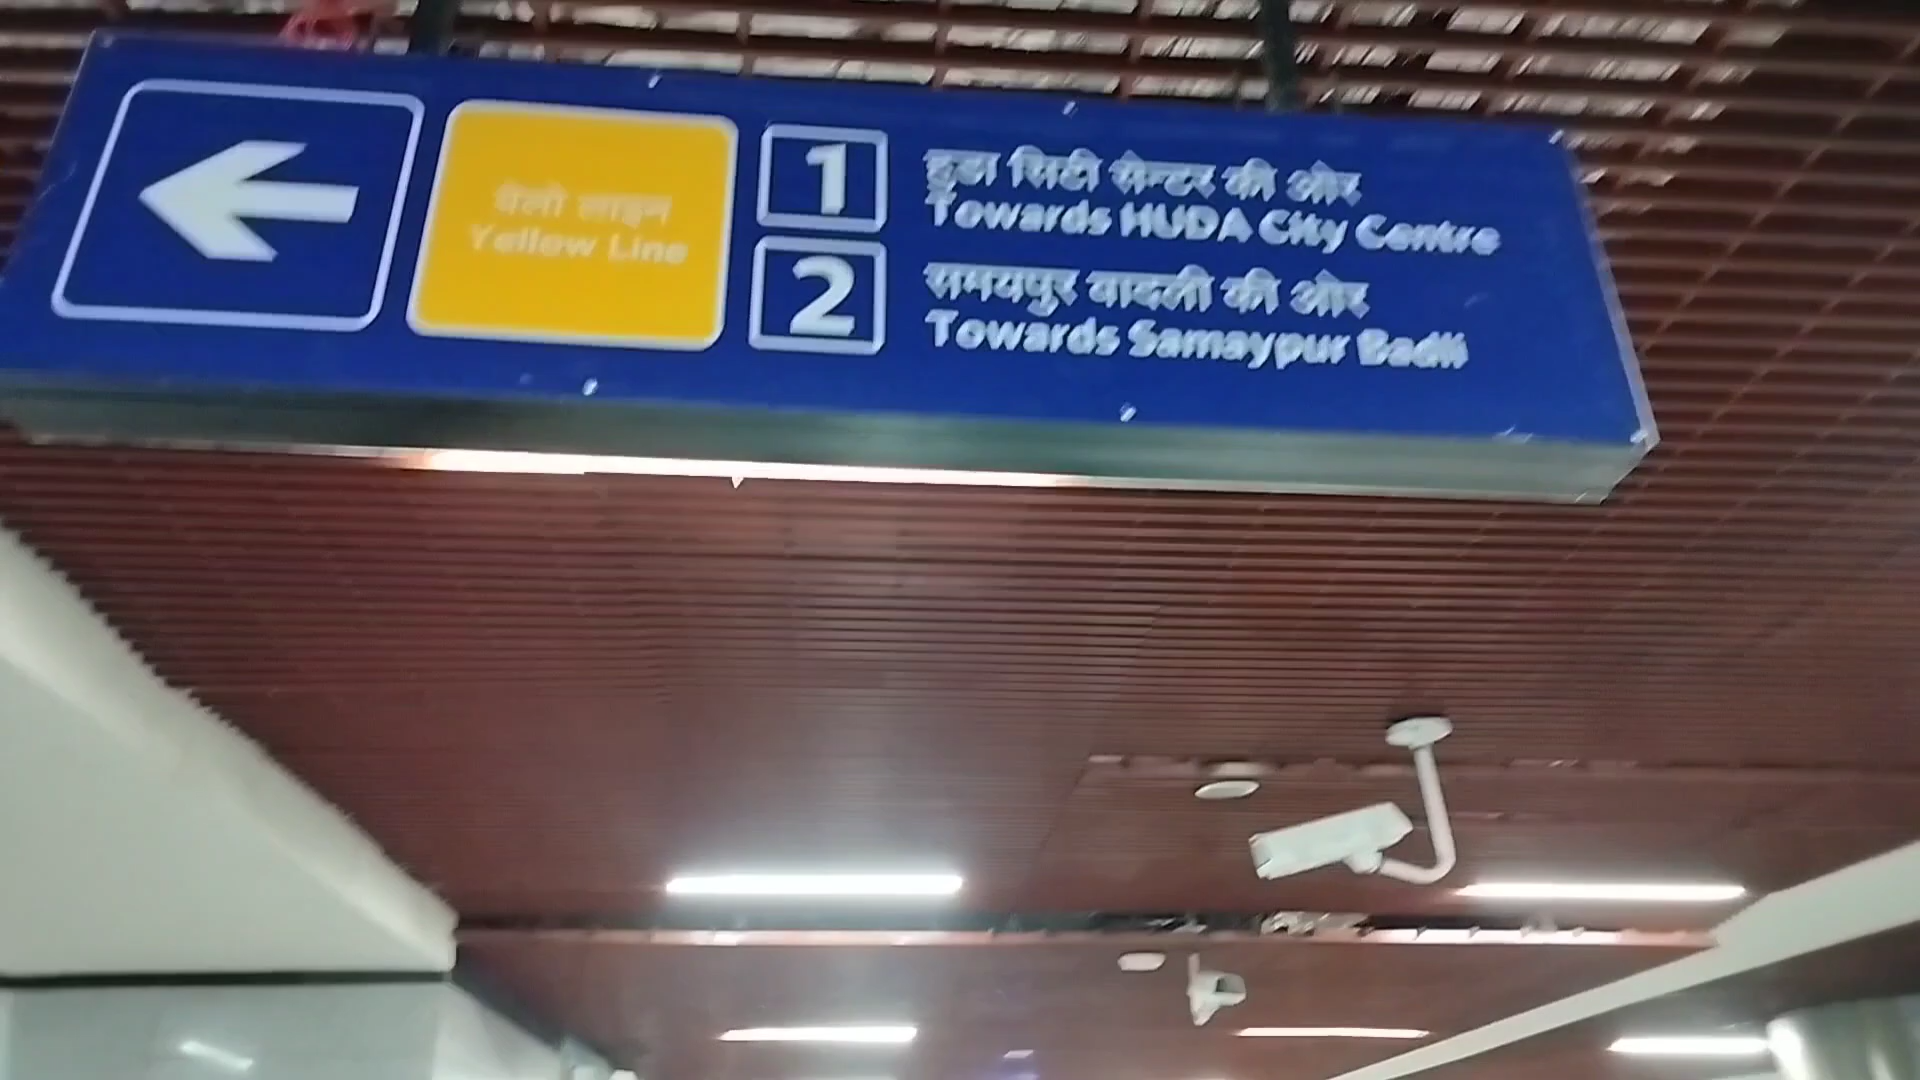 येलो लाइन
Yellow Line
1
हुडा सिटी सेन्टर की ओर
Towards HUDA City Centre
2
समयपुर बादली की ओर
Towards Samaypur Badli